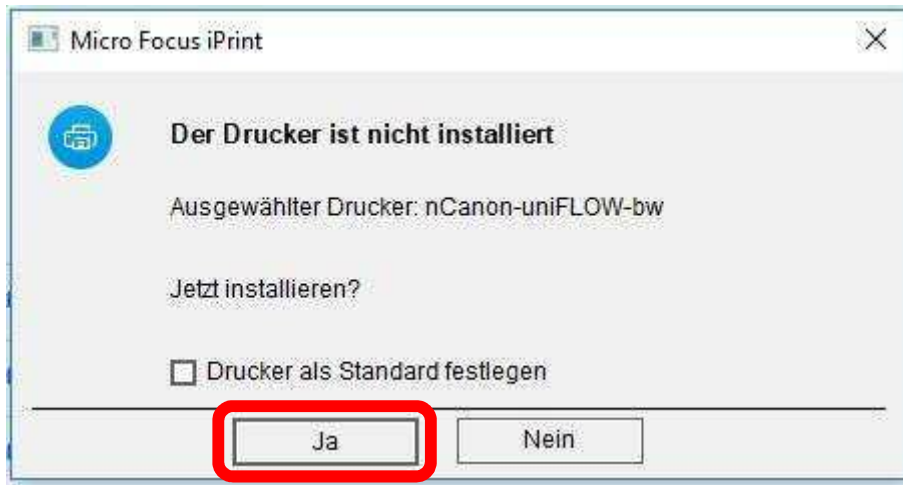 Micro Focus iPrint
Der Drucker ist nicht installiert
Ausgewählter Drucker: nCanon-uniFLOW-bw
Jetzt installieren?
Drucker als Standard festlegen
Ja
Nein